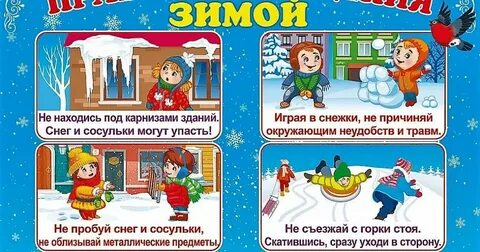 ЗИМОЙ
Не находись под карнизами зданий.
Снег и сосульки могут упасть!
Играя в снежки, не причиняй
окружающим неудобств и травм.
Не пробуй снег и сосульки,
не облизывай металлические предметы.
Не съезжай с горки стоя.
Скатившись, сразу уходи в сторону.